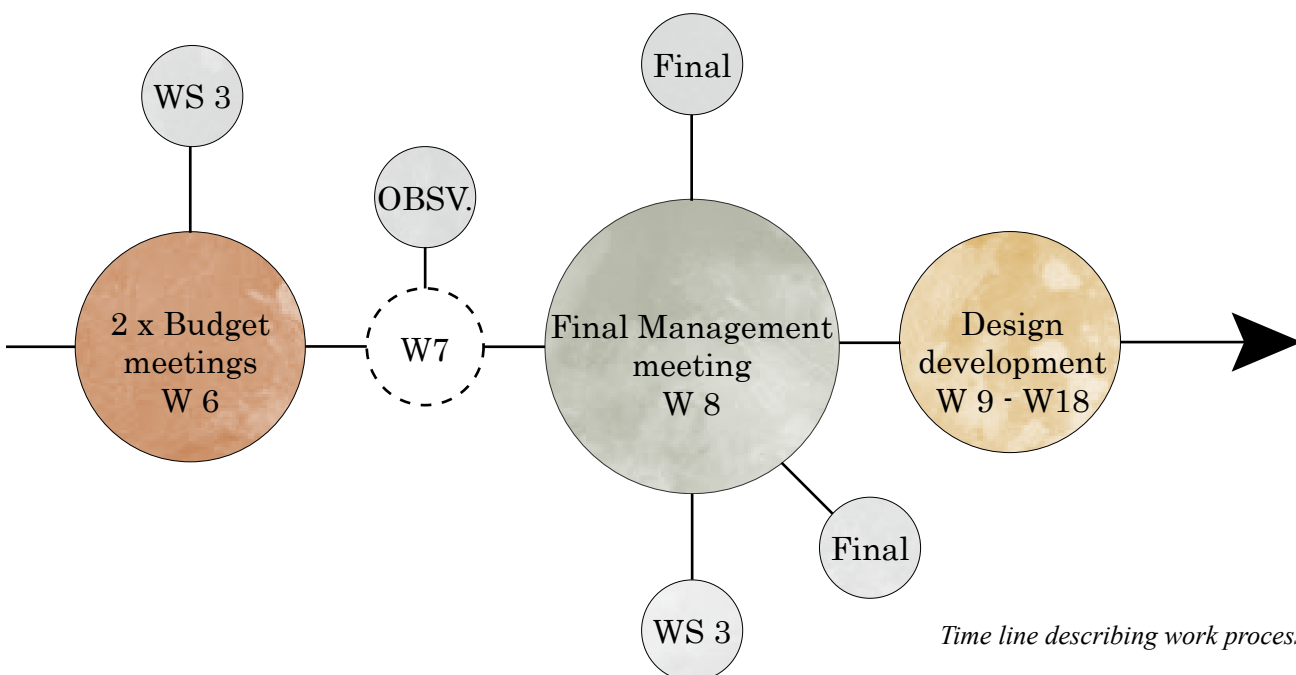 Final
WS 3
OBSV.
2 x Budget
meetings
W 6
W7
Final Management
meeting
W 8
Design
development
W 9 - W18
Final
WS 3
Time line describing work process